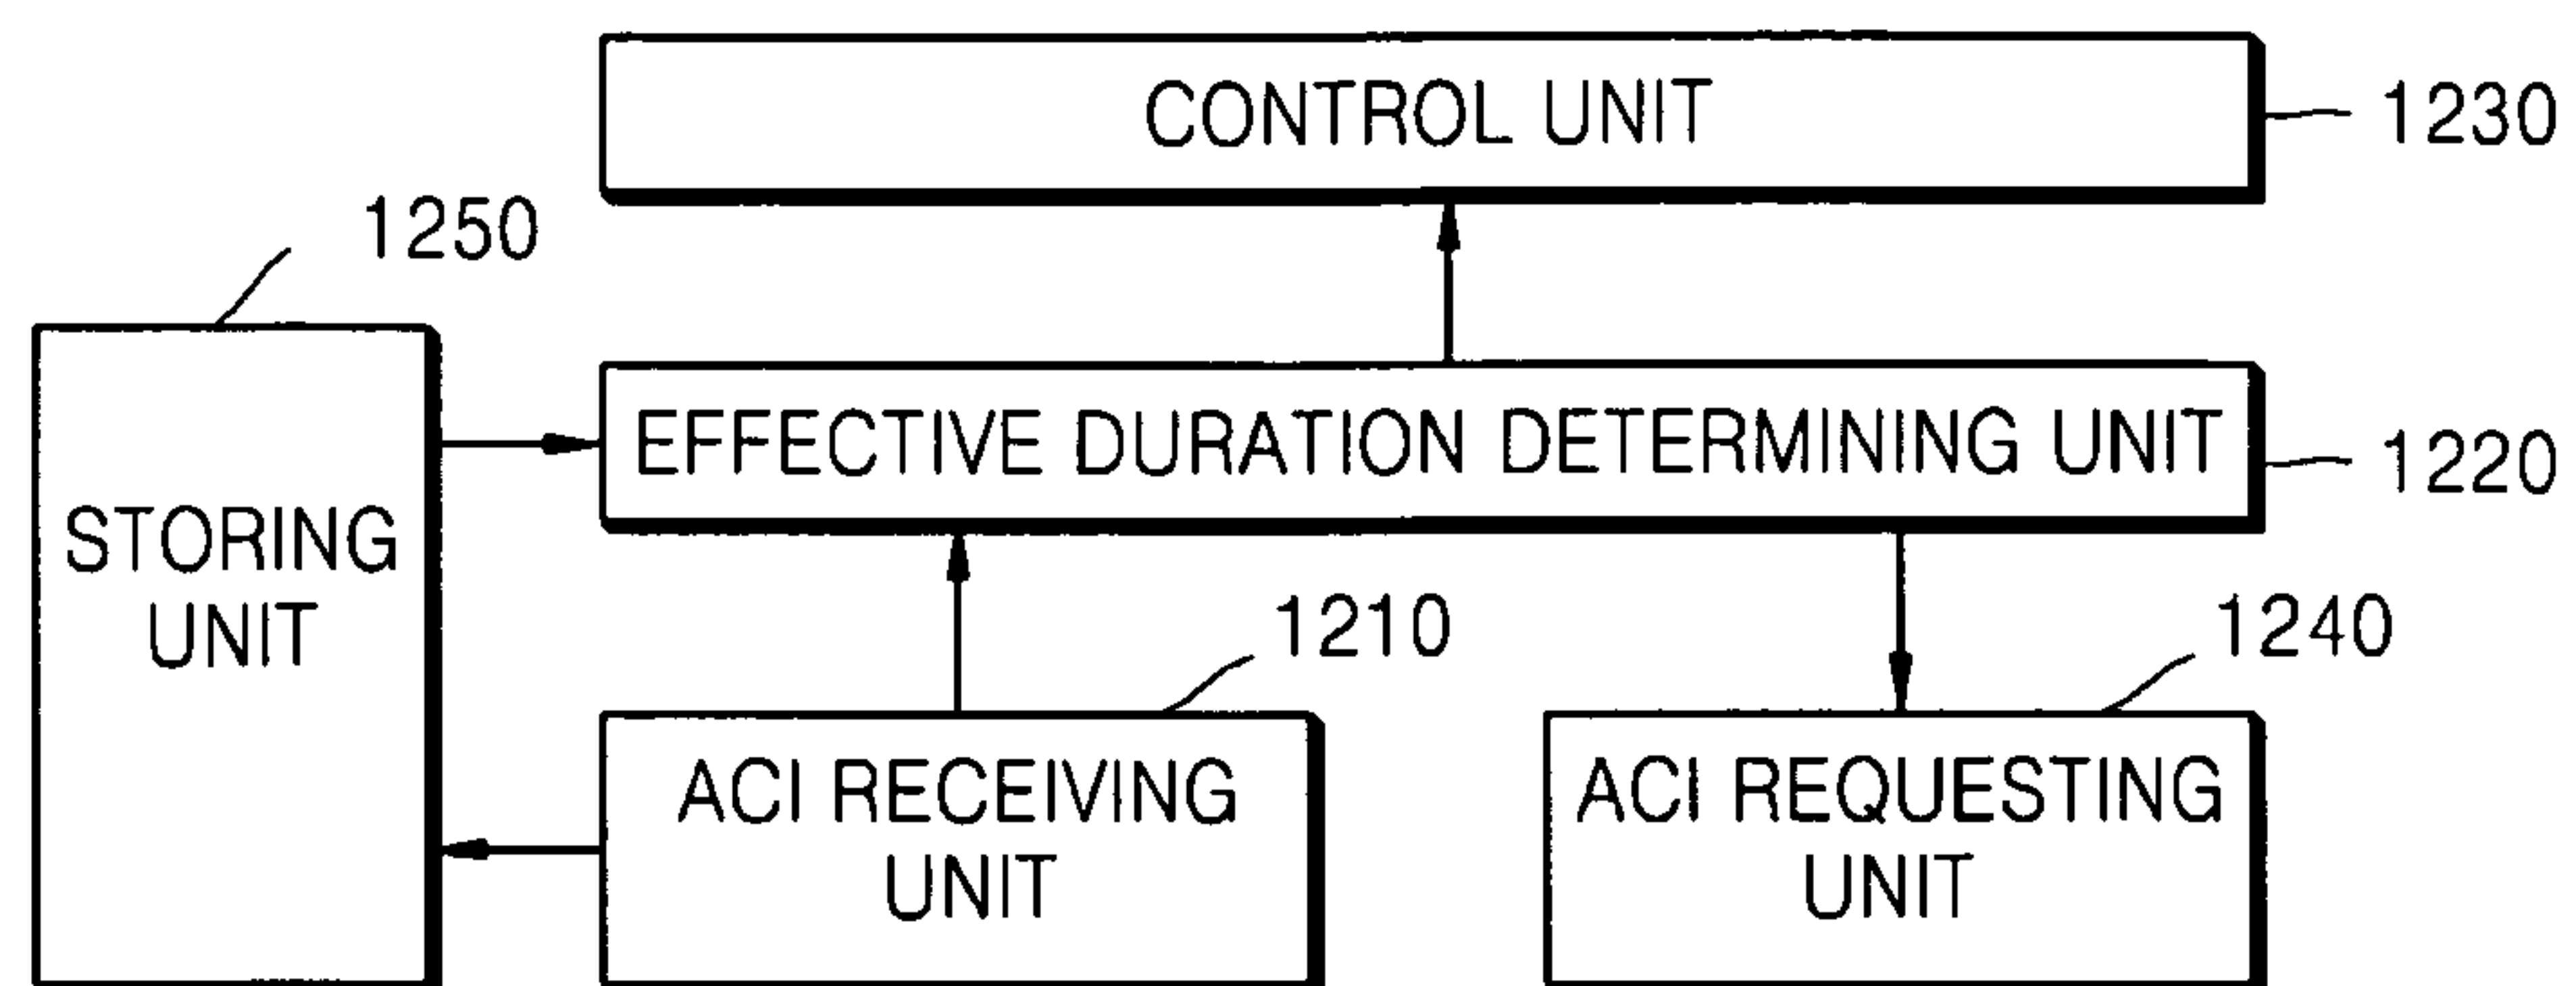 CONTROL UNIT
1230
1250
EFFECTIVE DURATION DETERMINING UNIT
1220
STORING
UNIT
1210
1240
ACI RECEIVING
UNIT
ACI REQUESTING
UNIT